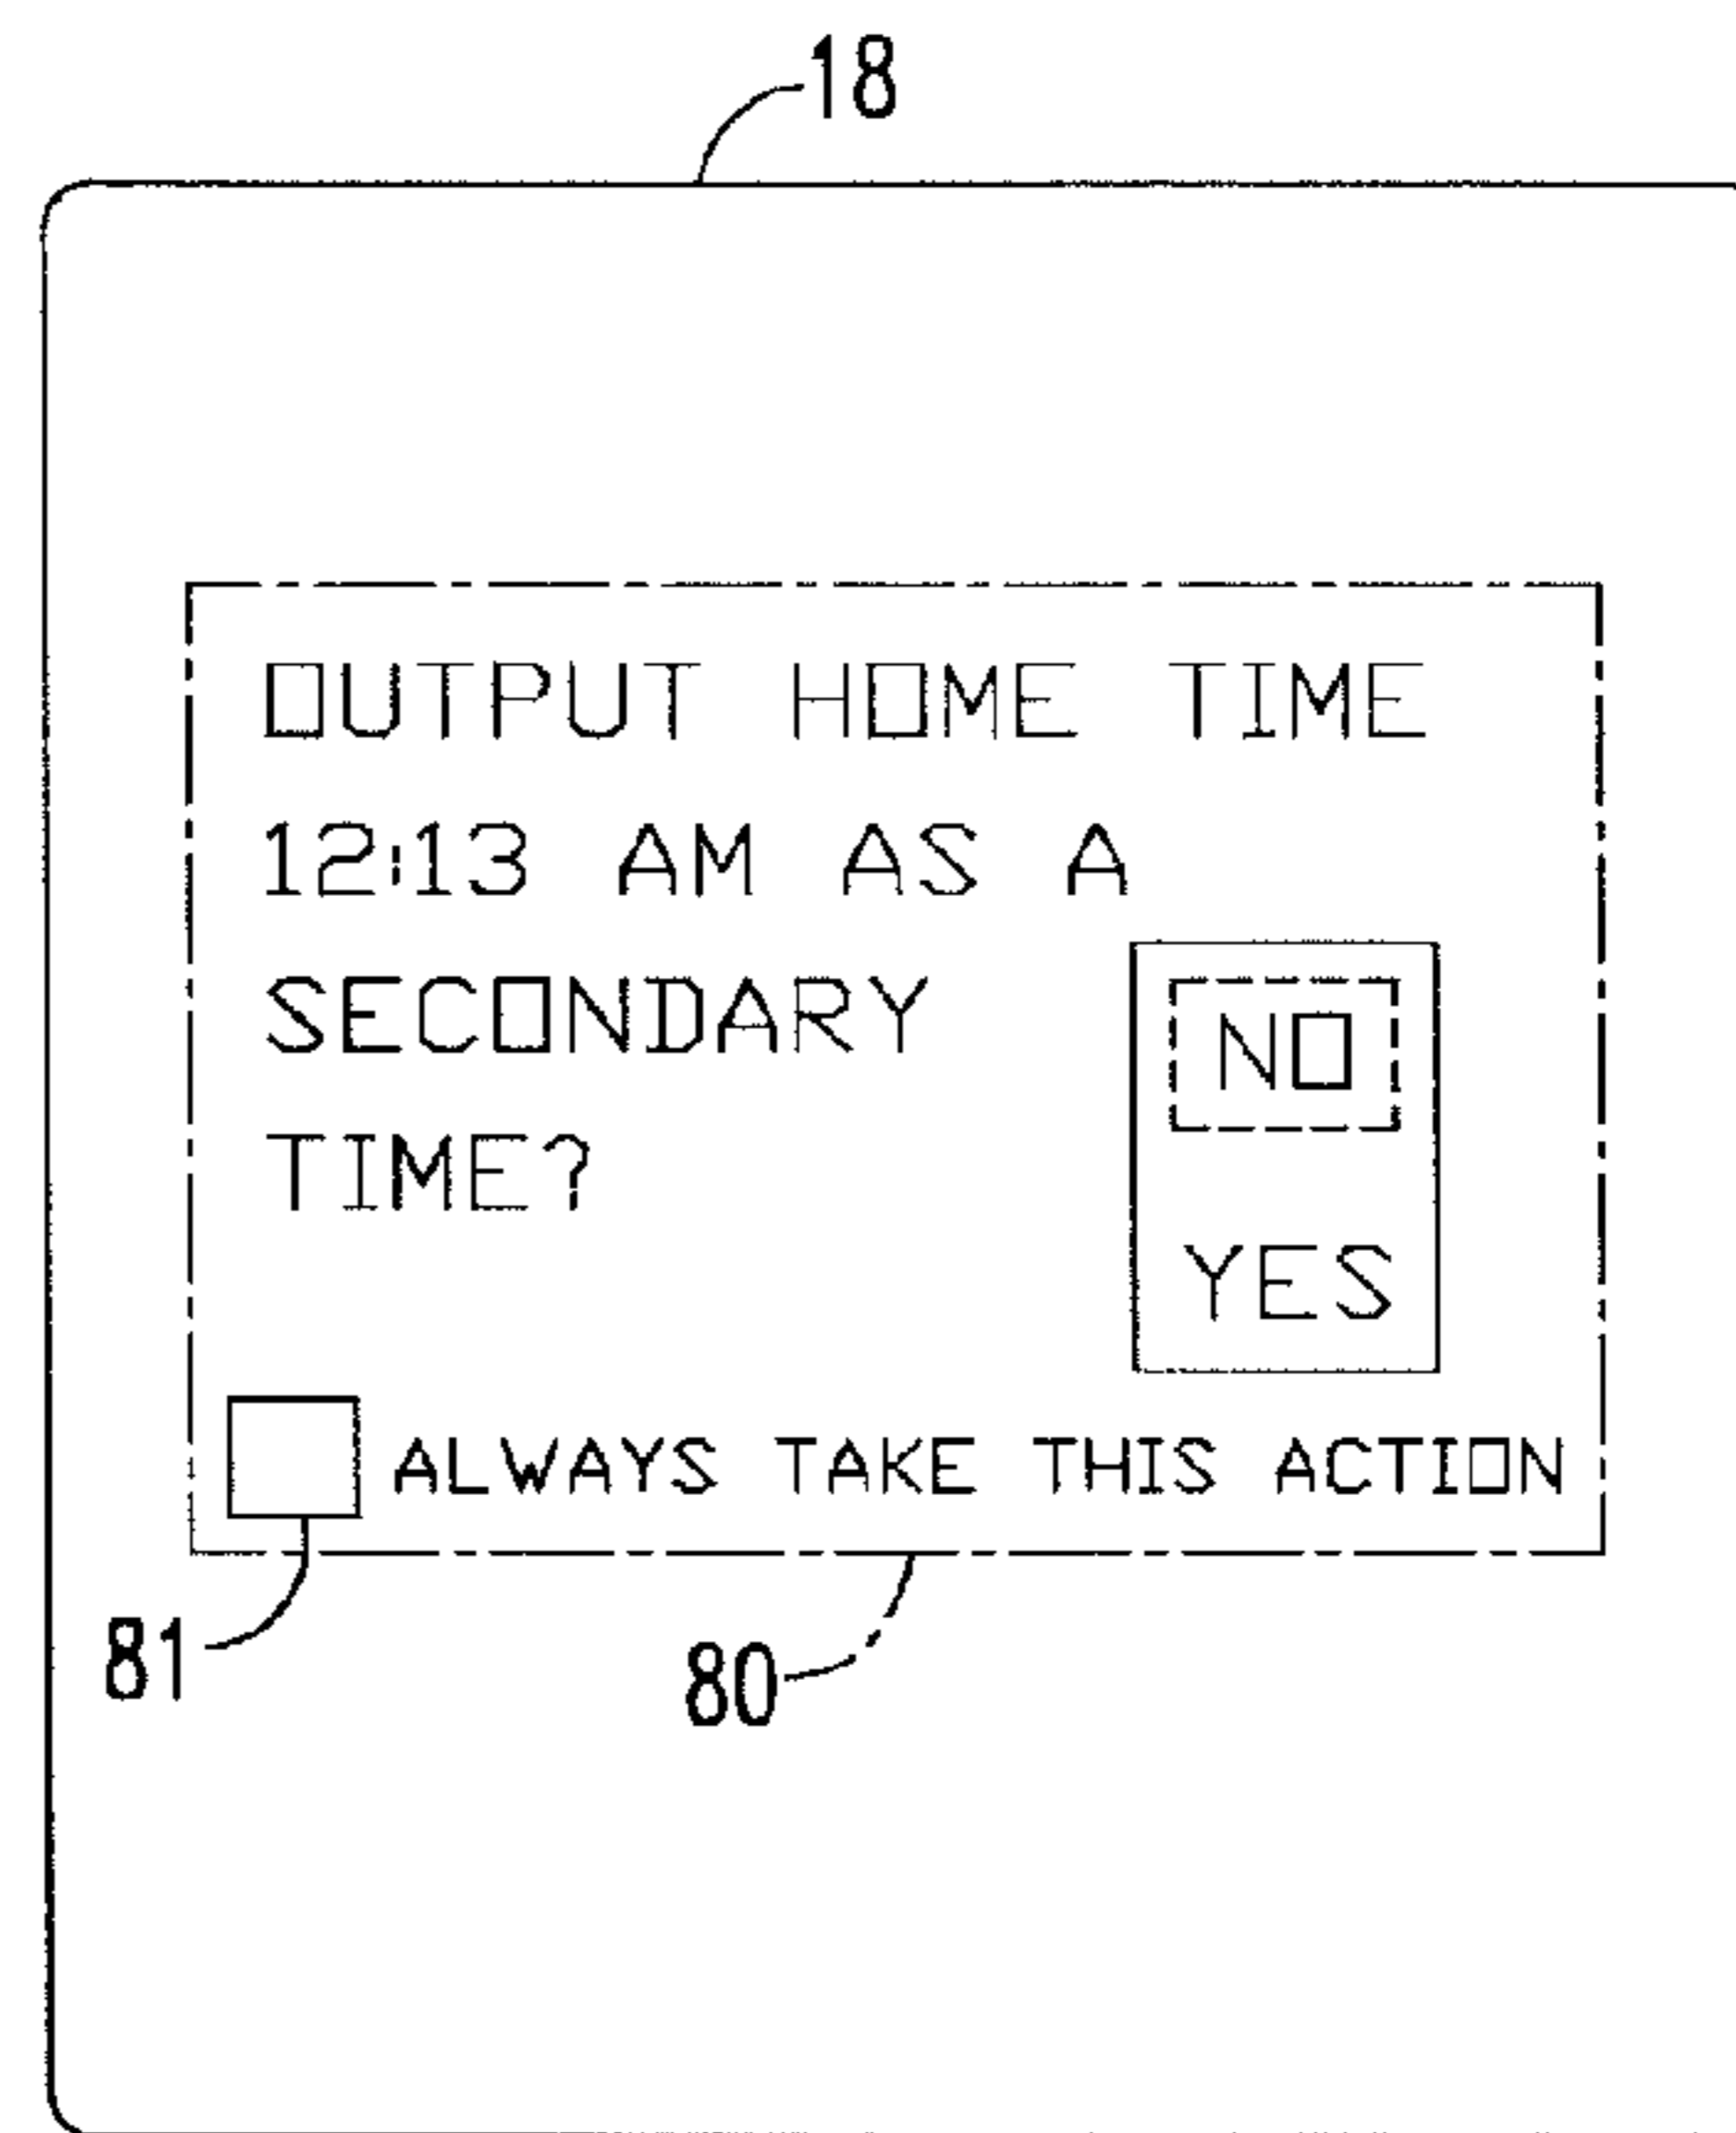 18
OUTPUT HOME TIME
12:13 AM AS A
SECONDARY
TIME?
NO
YES
ALWAYS TAKE THIS ACTION
81
80